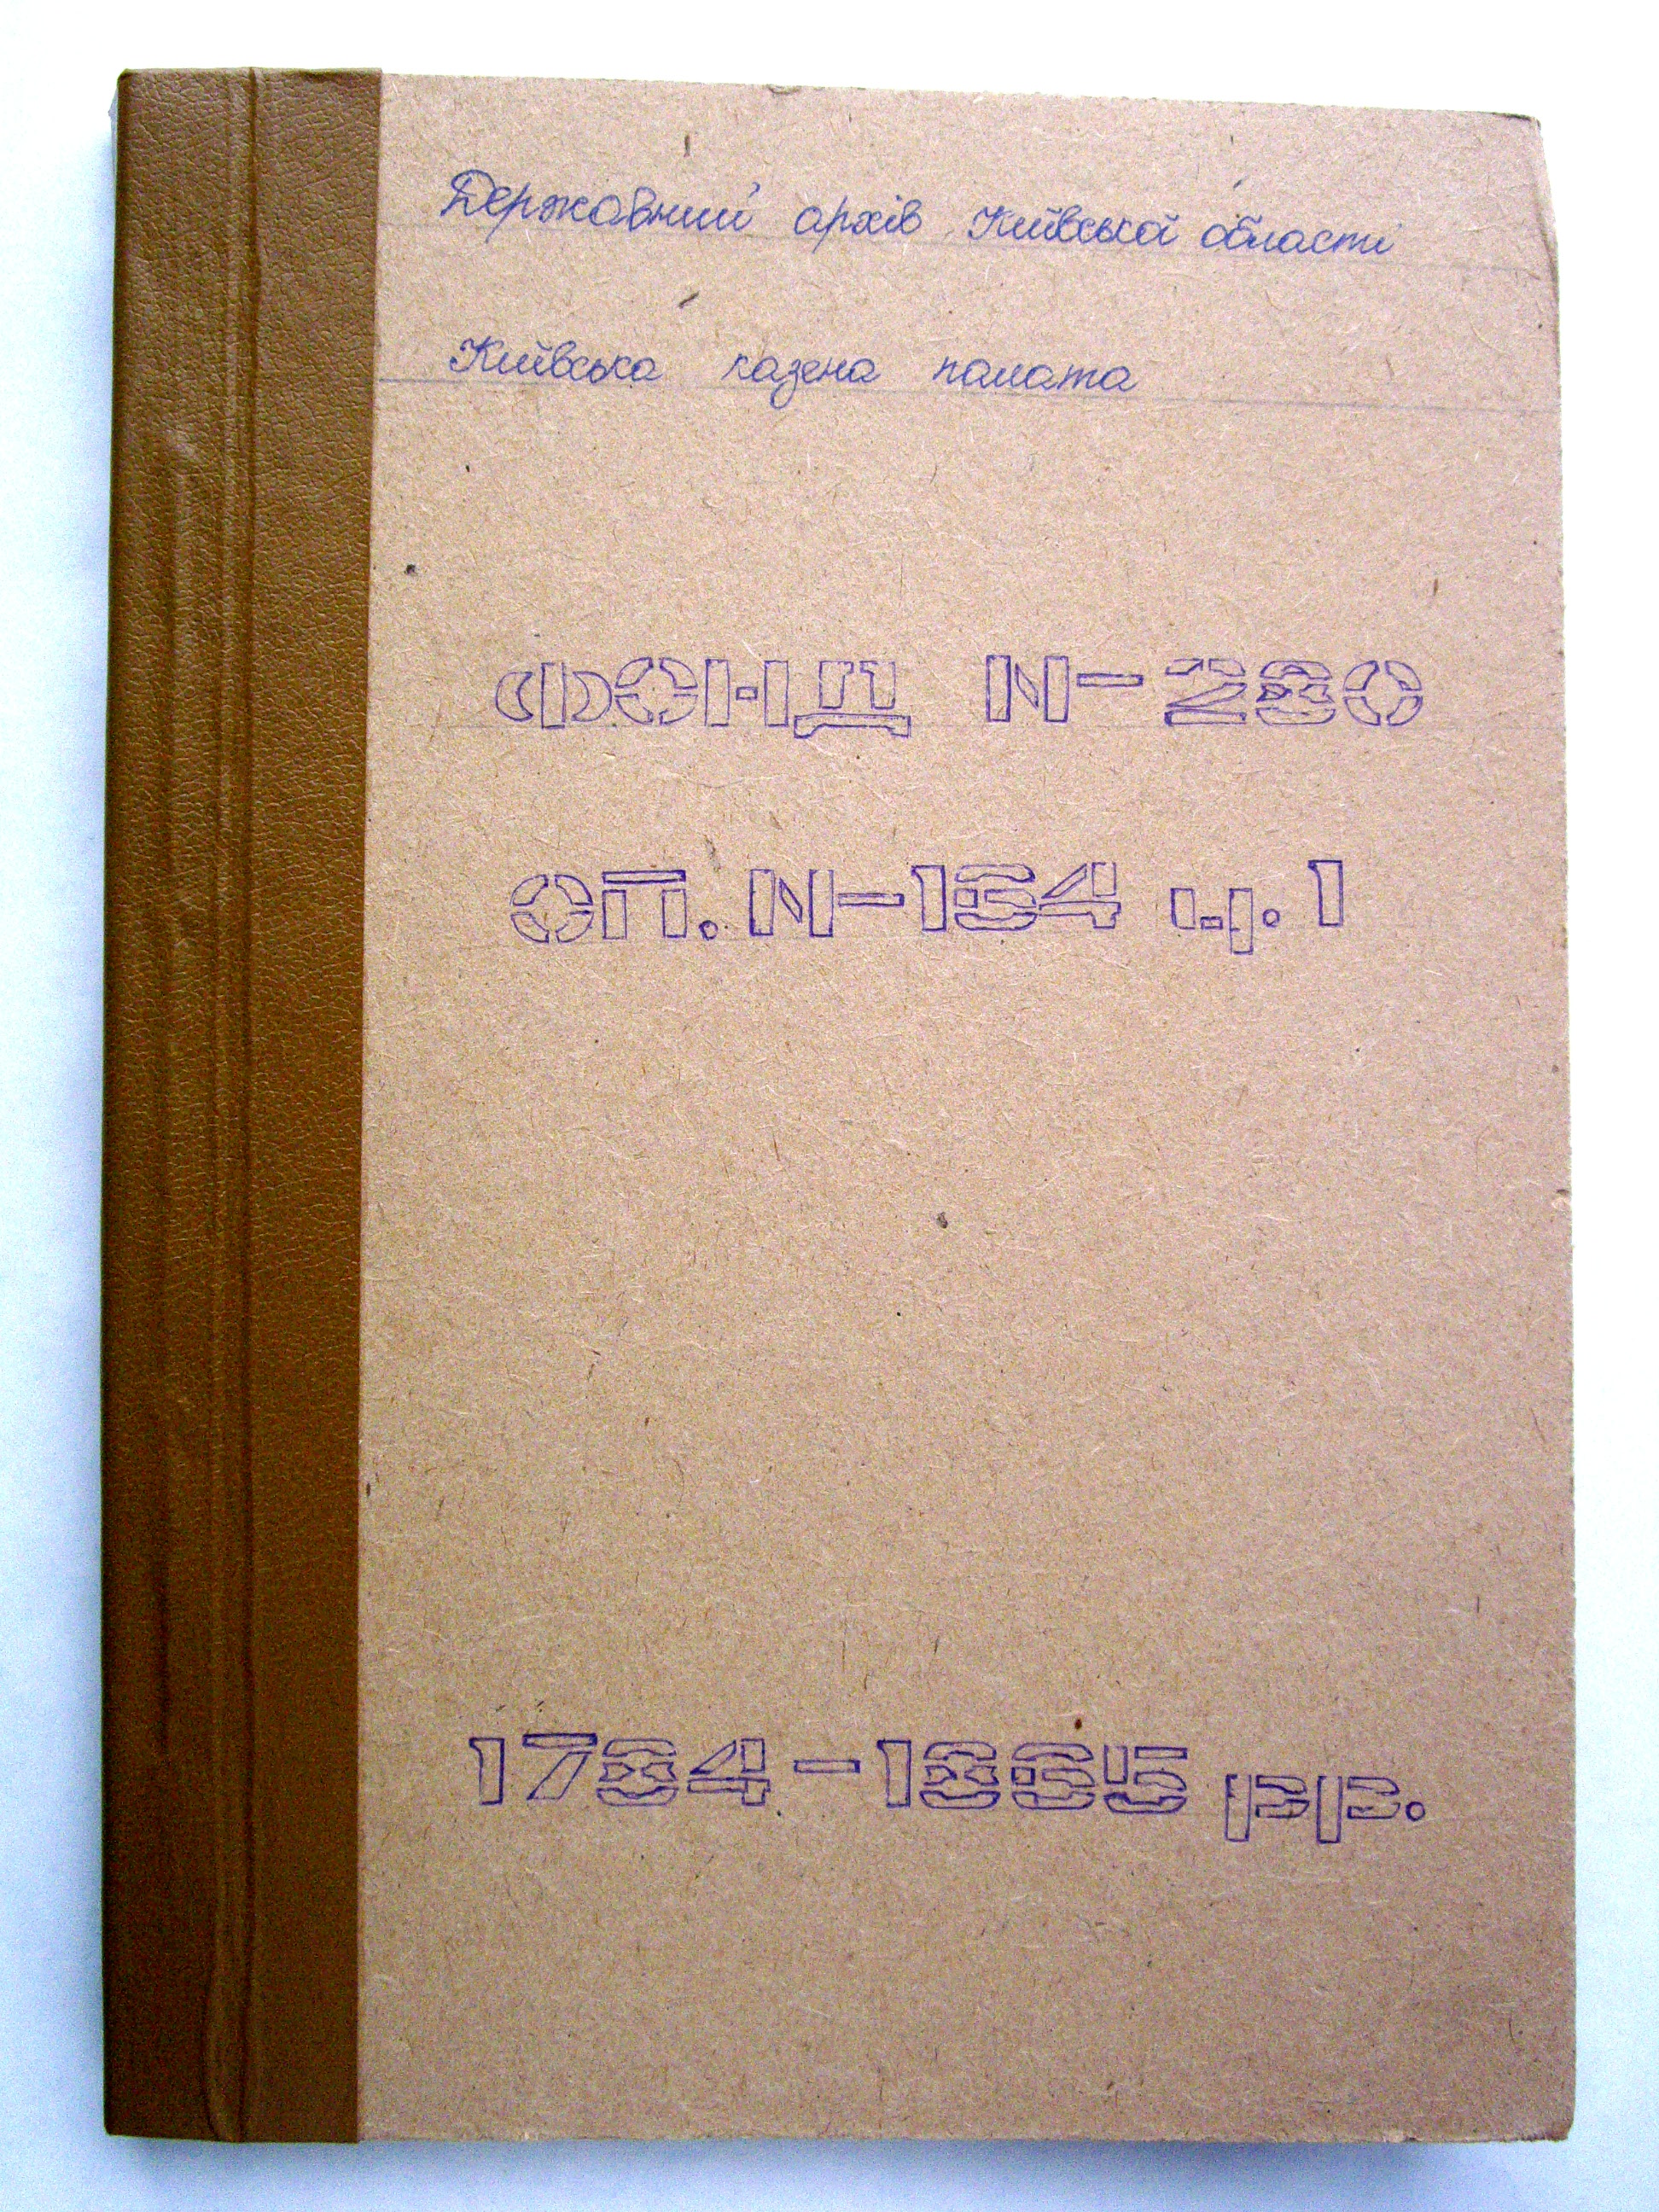 Державний архів Київської області
Київська казена палата
ФОНД N-280
ОП. N-164 ч. 1
1784-1865 рр.